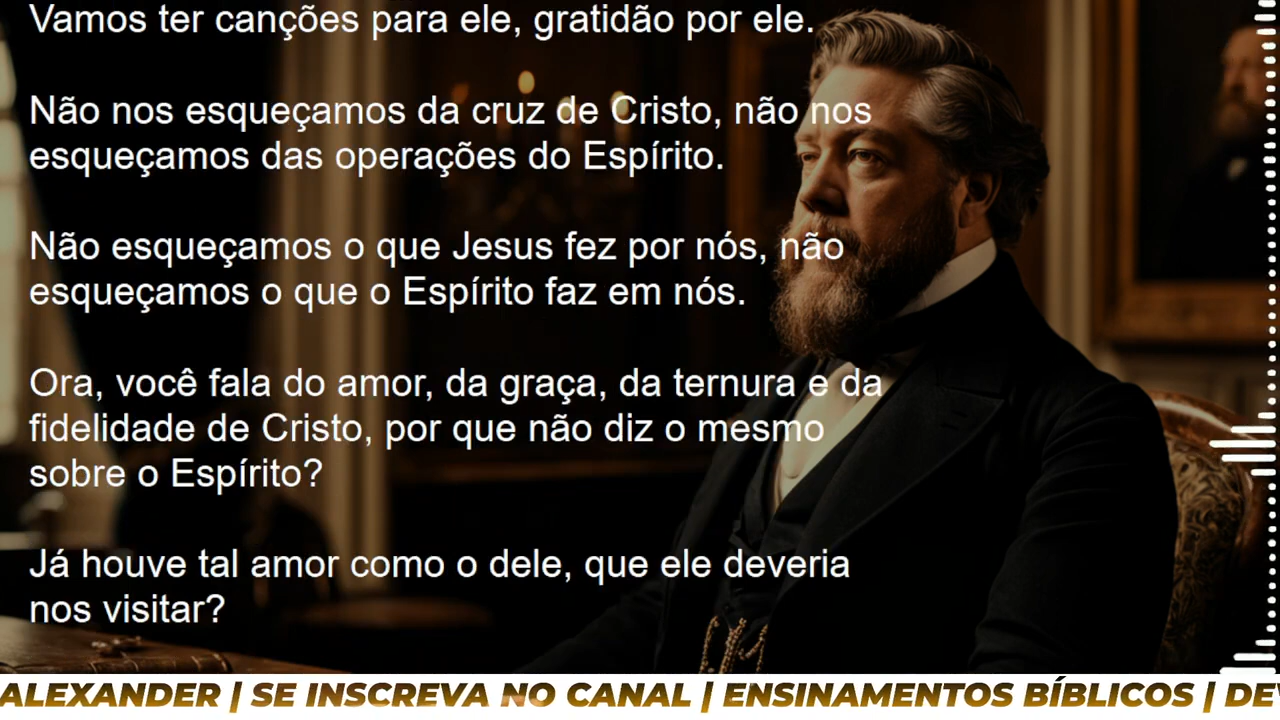 Vamos ter canções para ele, gratidão por ele.
Não nos esqueçamos da cruz de Cristo, não nos
esqueçamos das operações do Espírito.
Não esqueçamos o que Jesus fez por nós, não
esqueçamos o que o Espírito faz em nós.
Ora, você fala do amor, da graça, da ternura e da
fidelidade de Cristo, por que não diz o mesmo
sobre o Espírito?
Já houve tal amor como o dele, que ele deveria
nos visitar?
ALEXANDER | SE INSCREVA NO CANAL | ENSINAMENTOS BÍBLICOS |